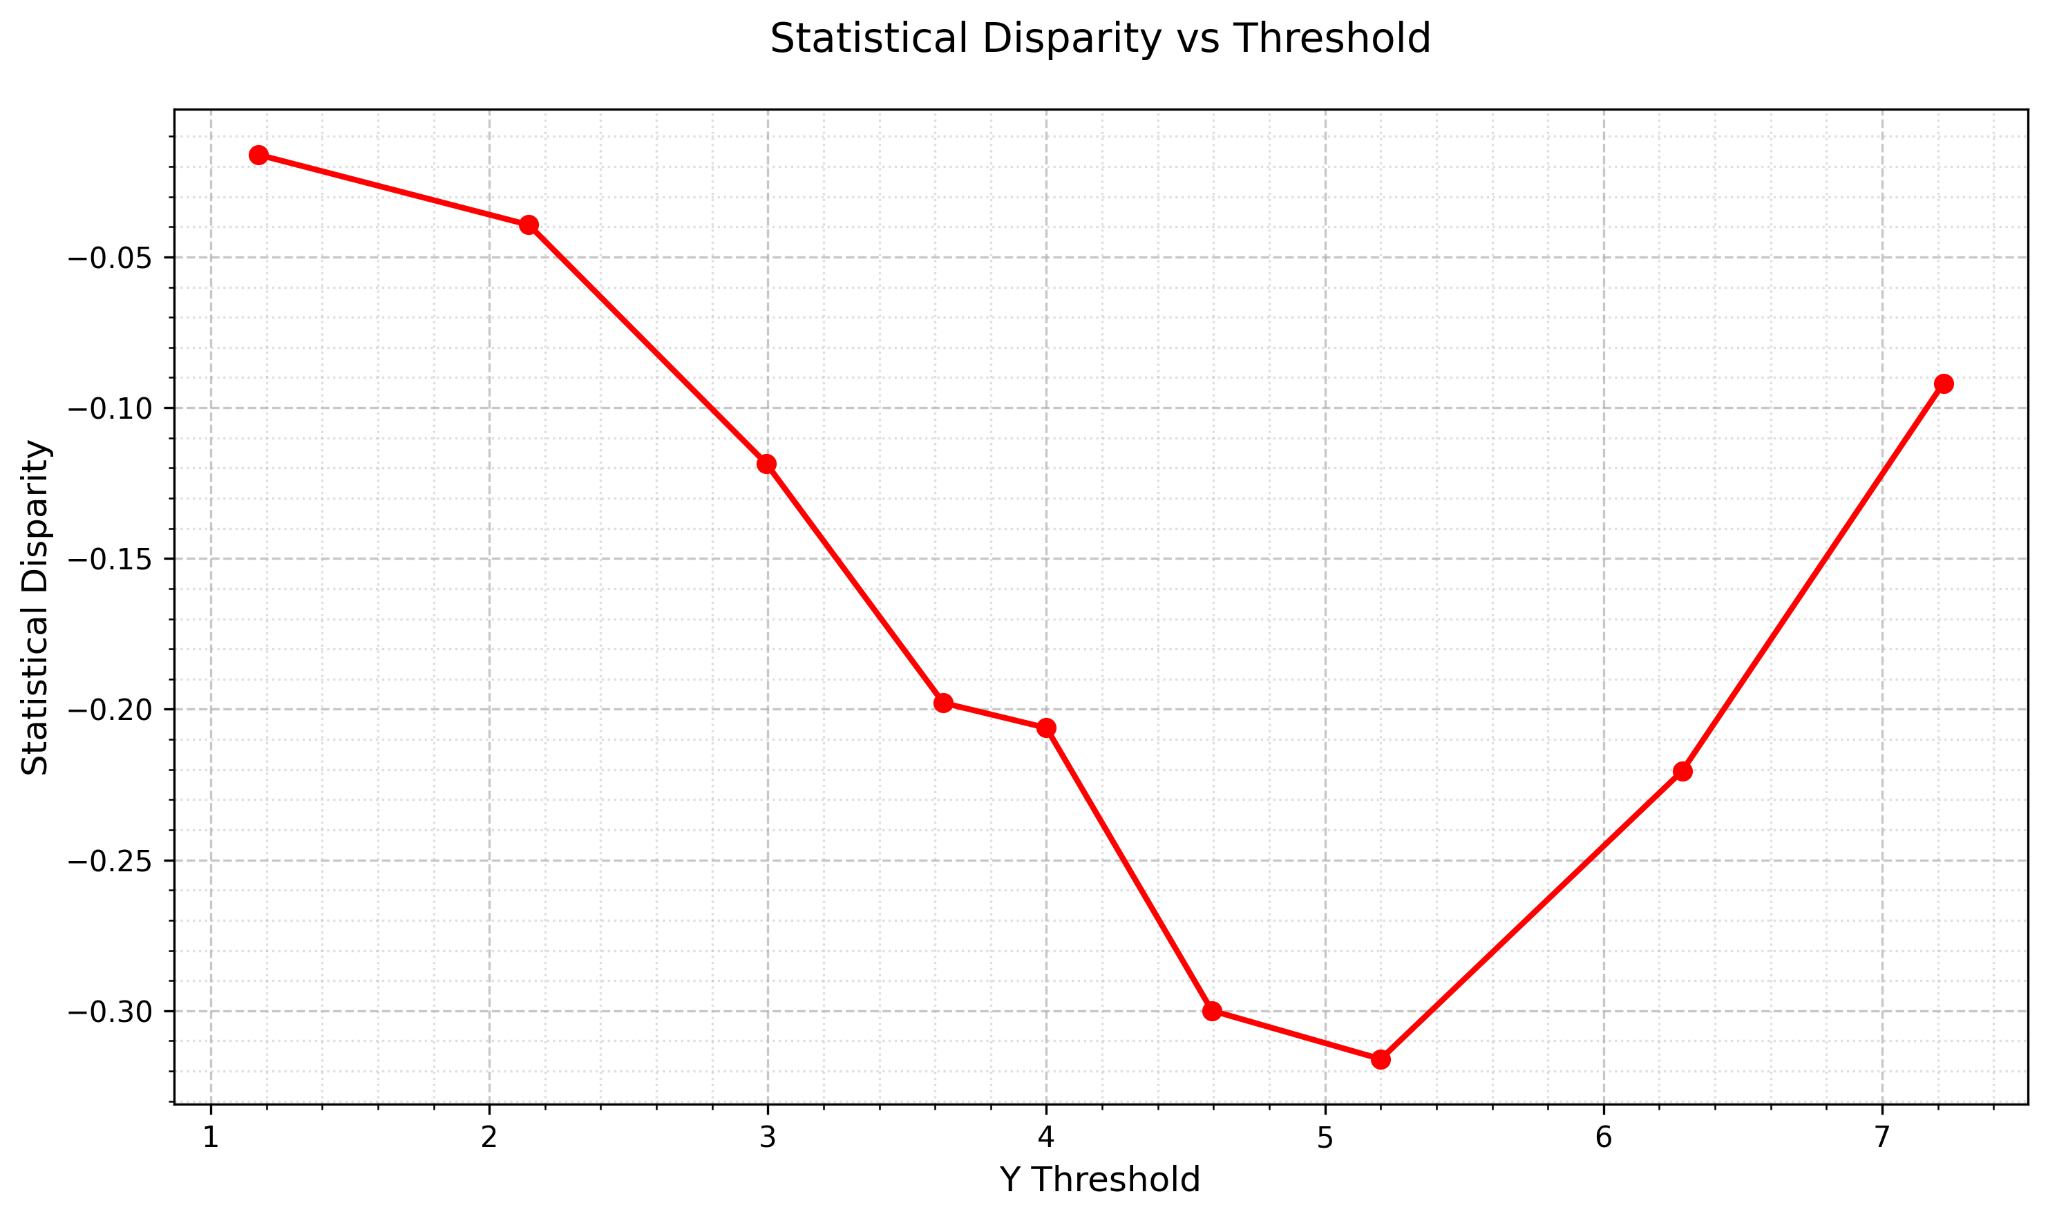 Statistical Disparity vs Threshold
Statistical Disparity
−0.05
−0.10
−0.15
−0.20
−0.25
−0.30
1 2 3 4 5 6 7
Y Threshold